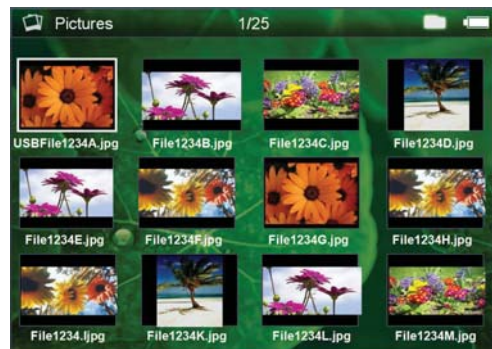 Pictures 1/25
USBFile1234A.jpg File1234B.jpg File1234C.jpg File1234D.jpg
File1234E.jpg File1234F.jpg File1234G.jpg File1234H.jpg
File1234.Ijpg File1234K.jpg File1234L.jpg File1234M.jpg